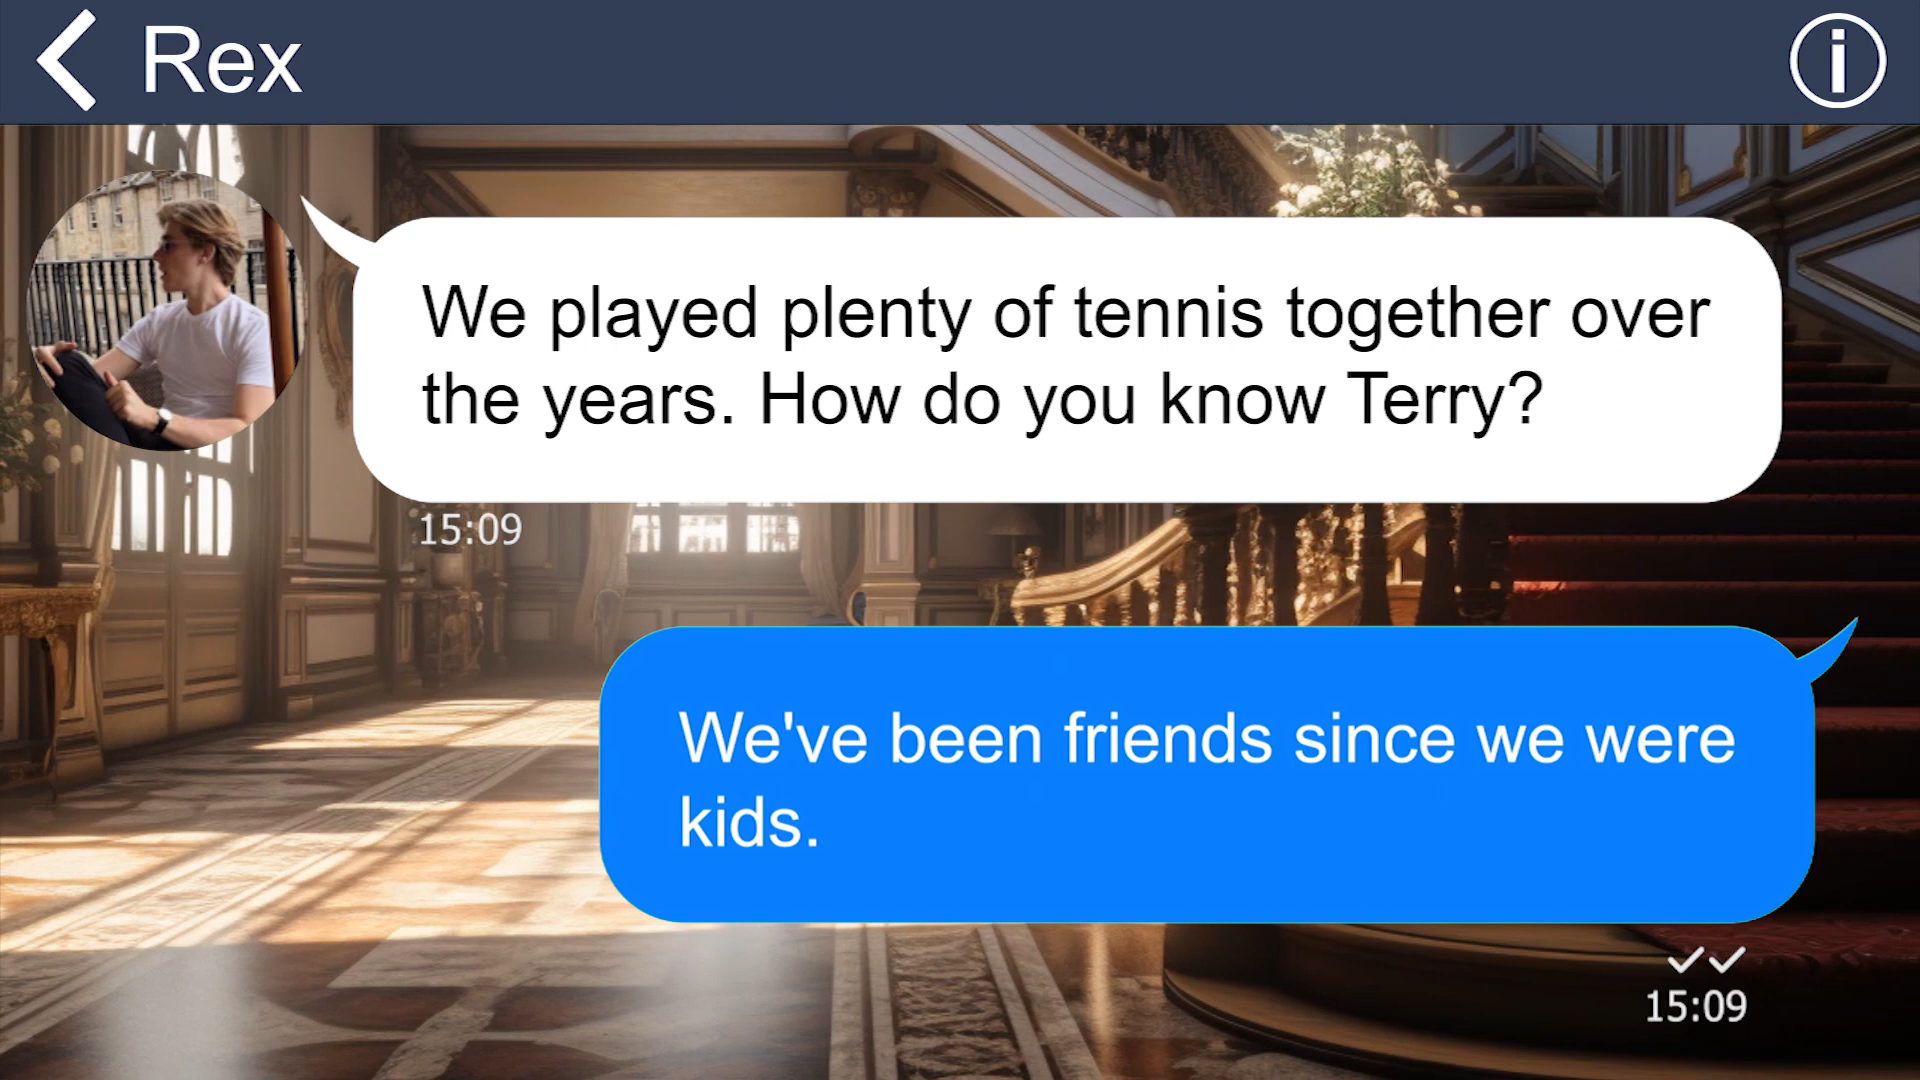 Rex
We played plenty of tennis together over
the years. How do you know Terry?
15:09
We've been friends since we were
kids.
15:09